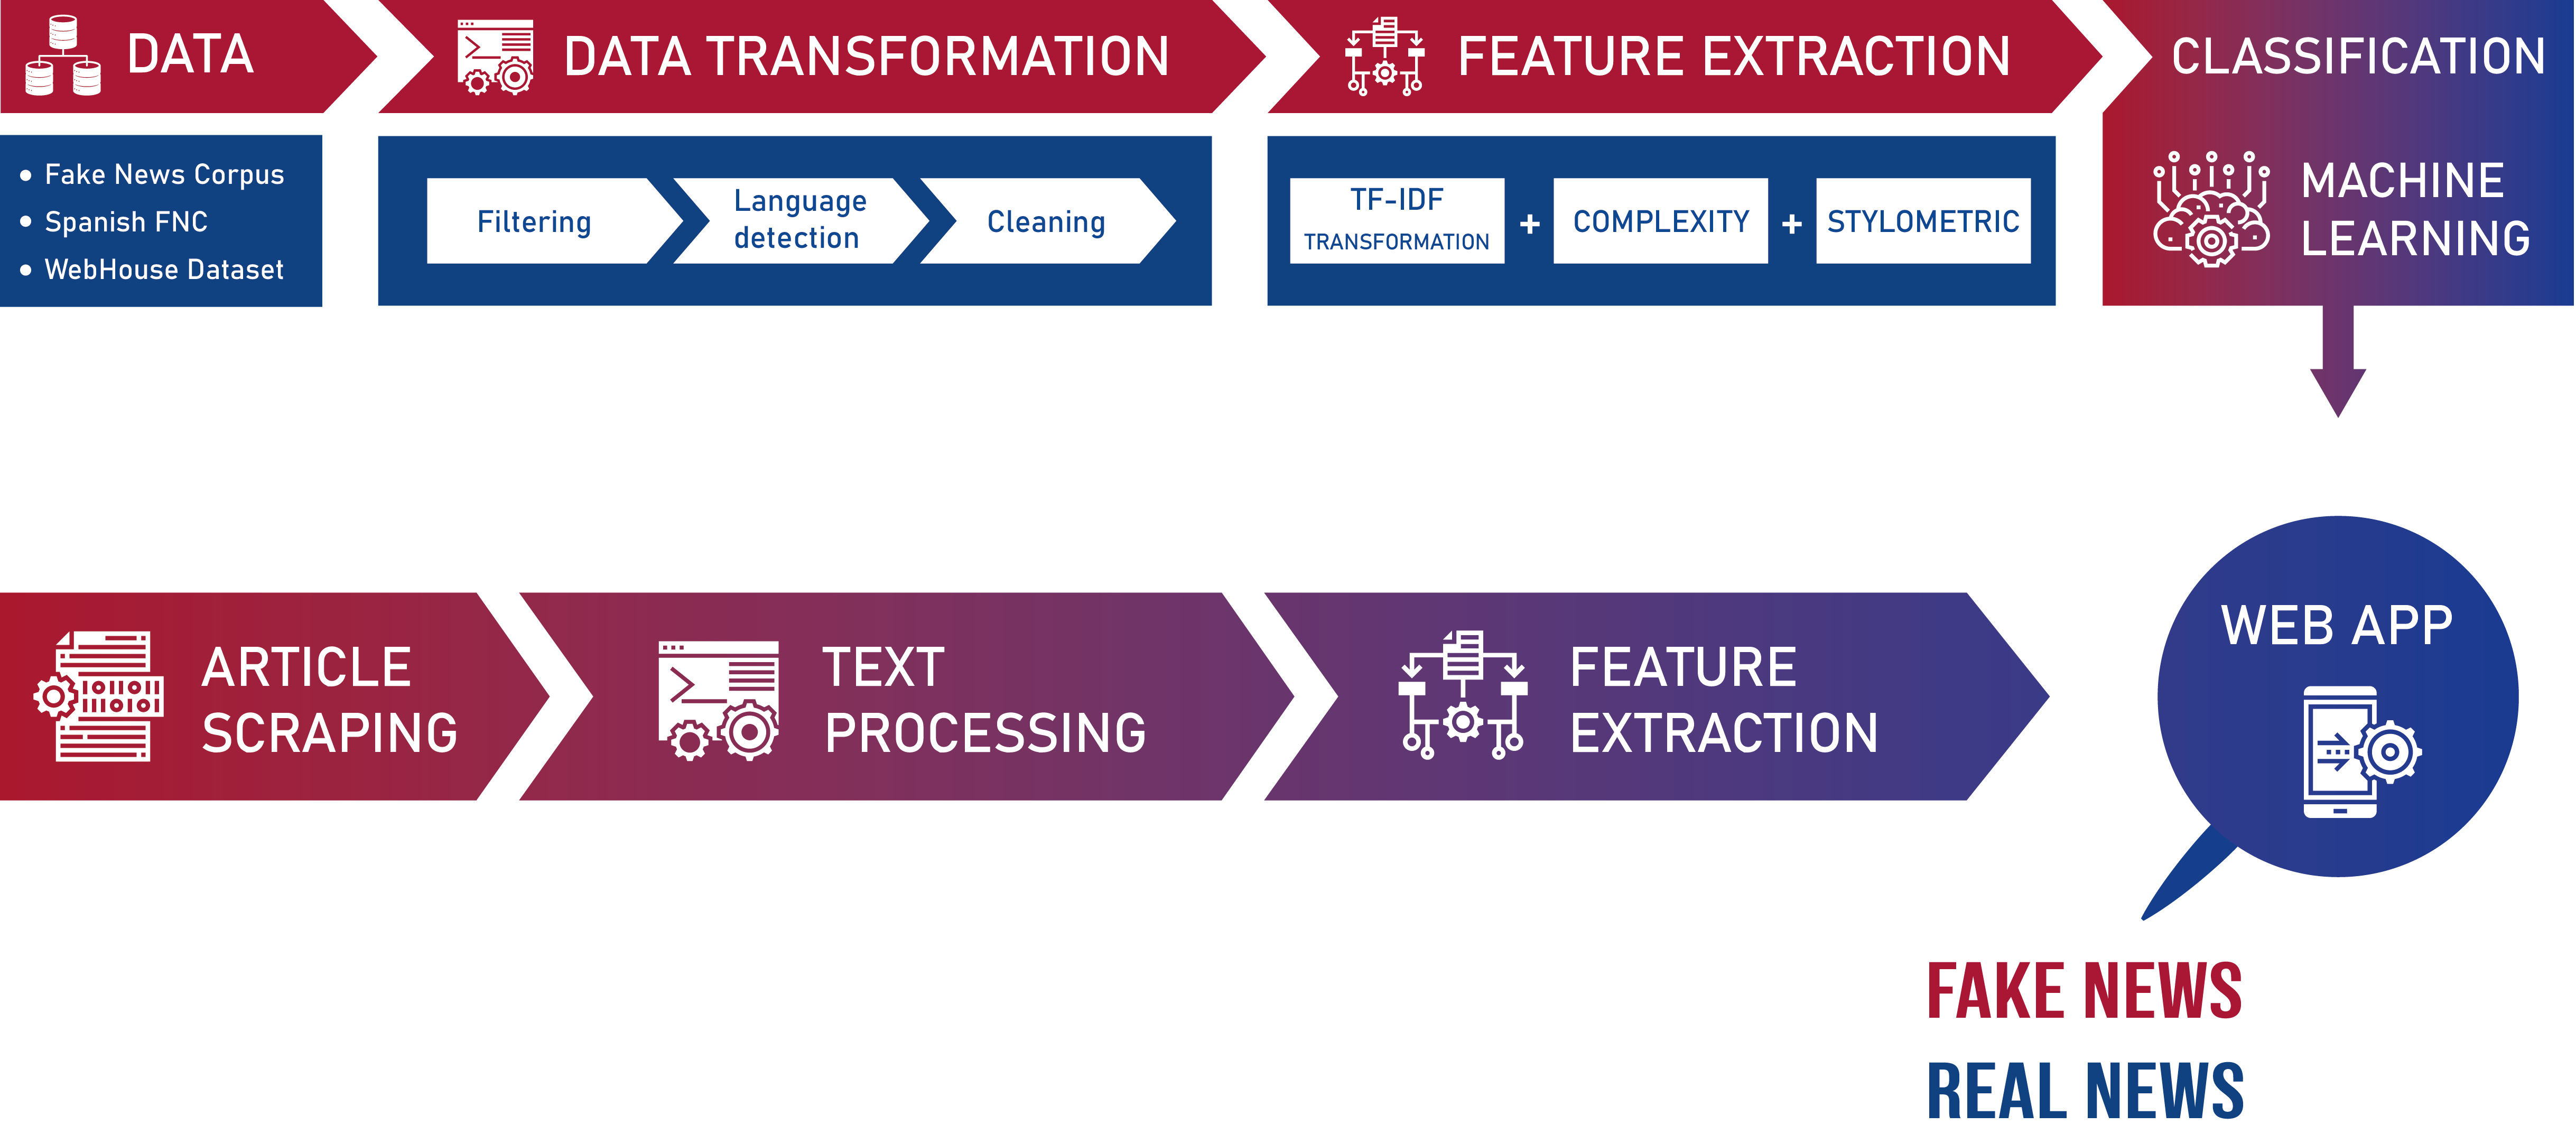 DATA
DATA TRANSFORMATION
FEATURE EXTRACTION
CLASSIFICATION
• Fake News Corpus
• Spanish FNC
• WebHouse Dataset
Filtering
Language
detection
Cleaning
TF-IDF
TRANSFORMATION
+
COMPLEXITY
+
STYLOMETRIC
MACHINE
LEARNING
ARTICLE
SCRAPING
TEXT
PROCESSING
FEATURE
EXTRACTION
WEB APP
FAKE NEWS
REAL NEWS